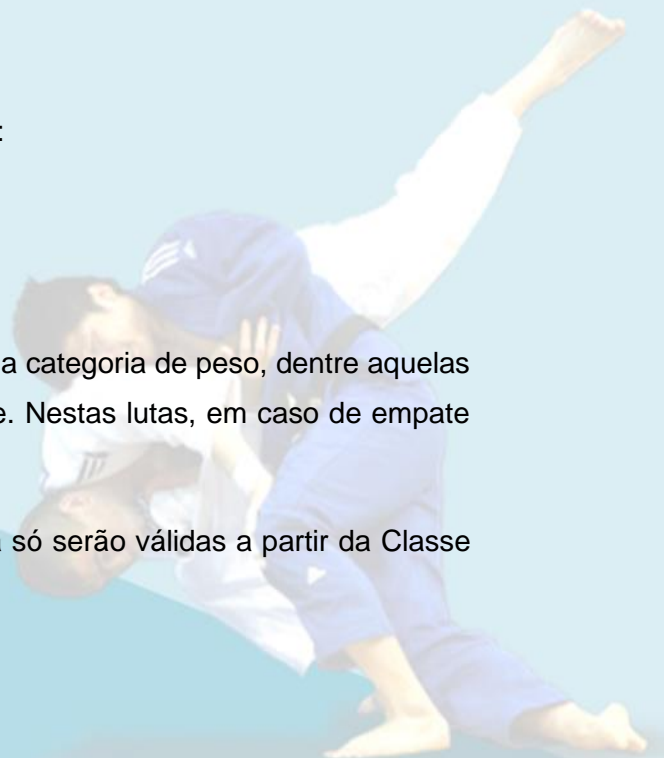 :
a categoria de peso, dentre aquelas
e. Nestas lutas, em caso de empate
só serão válidas a partir da Classe